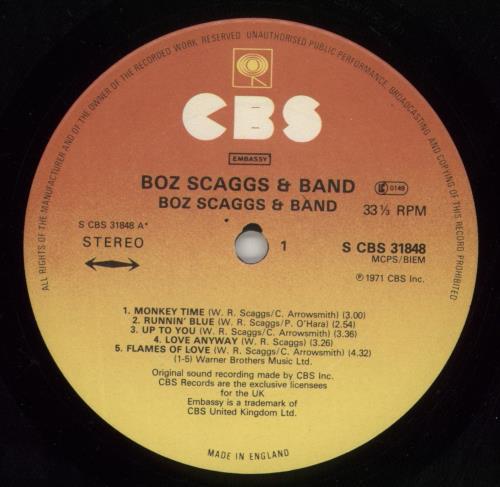 ALL RIGHTS OF THE MANUFACTURER AND OF THE OWNER OF THE RECORDED WORK RESERVED UNAUTHORISED PUBLIC PERFORMANCE, BROADCASTING AND COPYING OF THIS RECORD PROHIBITED
CBS
EMBASSY
BOZ SCAGGS & BAND
BOZ SCAGGS & BAND
LC 0149
33⅓ RPM
S CBS 31848 A*
STEREO
1
S CBS 31848
MCPS/BIEM
℗ 1971 CBS Inc.
1. MONKEY TIME (W. R. Scaggs/C. Arrowsmith) (3.00)
2. RUNNIN' BLUE (W. R. Scaggs/P. O'Hara) (2.54)
3. UP TO YOU (W. R. Scaggs/C. Arrowsmith) (3.36)
4. LOVE ANYWAY (W. R. Scaggs) (3.26)
5. FLAMES OF LOVE (W. R. Scaggs/C. Arrowsmith) (4.32)
(1-5) Warner Brothers Music Ltd.
Original sound recording made by CBS Inc.
CBS Records are the exclusive licensees
for the UK
Embassy is a trademark of
CBS United Kingdom Ltd.
MADE IN ENGLAND